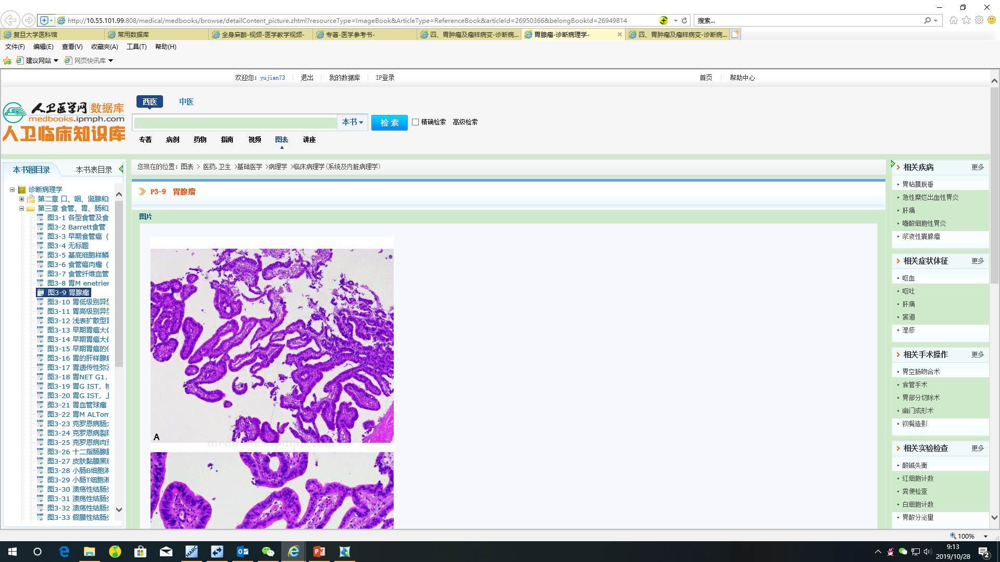 http://10.55.101.99:808/medical/medbooks/browse/detailContent_picture.zhtml?resourceType=ImageBook&ArticleType=ReferenceBook&articleId=26950366&belongBookId=26949814
搜索...
复旦大学医科馆
常用数据库
全身麻醉-视频-医学教学视频-
专著-医学参考书-
四、胃肿瘤及瘤样病变-诊断病...
胃腺瘤-诊断病理学-
四、胃肿瘤及瘤样病变-诊断病...
文件(F) 编辑(E) 查看(V) 收藏夹(A) 工具(T) 帮助(H)
建议网站 网页快讯库
欢迎您: yujian73 退出 我的数据库 IP登录 首页 帮助中心
西医 中医
人卫医学网 数据库
medbooks.ipmph.com
人卫临床知识库
本书 检 索 精确检索 高级检索
专著 病例 药物 指南 视频 图表 讲座
本书图目录 本书表目录
诊断病理学
第二章 口、咽、涎腺和
第三章 食管、胃、肠和
图3-1 各型食管及食
图3-2 Barrett食管
图3-3 早期食管癌（
图3-4 无标题
图3-5 基底细胞样鳞
图3-6 食管癌肉瘤（
图3-7 食管纤维血管
图3-8 胃M enetrier
图3-9 胃腺瘤
图3-10 胃低级别异型
图3-11 胃高级别异型
图3-12 浅表扩散型
图3-13 早期胃癌大体
图3-14 早期胃癌大体
图3-15 早期胃癌的
图3-16 胃的肝样腺癌
图3-17 胃遗传性弥漫
图3-18 胃NET G1,
图3-19 胃G IST，
图3-20 胃G IST，上
图3-21 胃血管球瘤
图3-22 胃M ALTom
图3-23 克罗恩病肠
图3-24 克罗恩病裂隙
图3-25 克罗恩病肉芽
图3-26 十二指肠腺
图3-27 皮肤黏膜黑
图3-28 小肠B细胞淋
图3-29 小肠T细胞淋
图3-30 溃疡性结肠炎
图3-31 溃疡性结肠炎
图3-32 溃疡性结肠炎
图3-33 假膜性结肠炎
您现在的位置: 图表 > 医药,卫生 >基础医学 >病理学 >临床病理学(系统及内脏病理学)
P3-9 胃腺瘤
图片
A
medbooks.ipmph.com
相关疾病 更多
胃粘膜脱垂
急性糜烂出血性胃炎
肝痛
嗜酸细胞性胃炎
浆液性囊腺瘤
相关症状体征 更多
呕血
呕吐
肝痛
窦道
湿疹
相关手术操作 更多
胃空肠吻合术
食管手术
胃部分切除术
幽门成形术
钡餐造影
相关实验检查 更多
酸碱失衡
红细胞计数
粪便检查
白细胞计数
胃酸分泌量
100%
MARC
9:13
2019/10/28
2